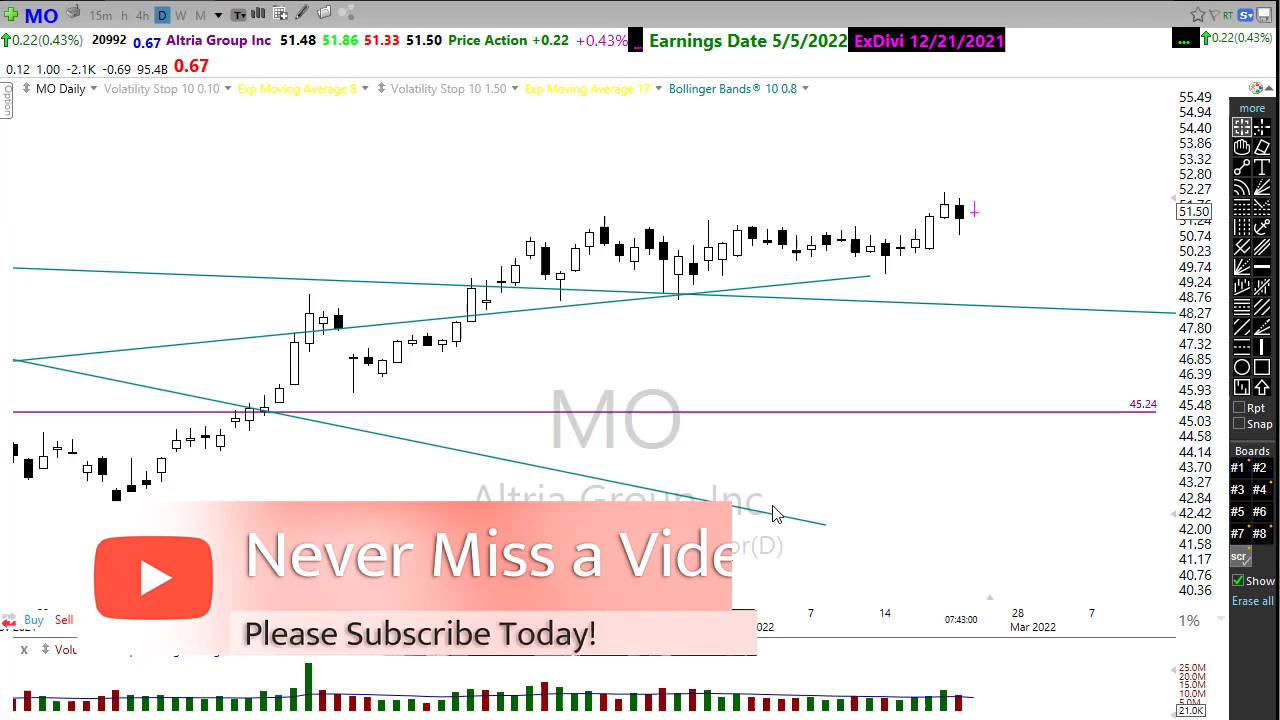 MO 15m h 4h D W M T RT S
0.22(0.43%) 20992 0.67 Altria Group Inc 51.48 51.86 51.33 51.50 Price Action +0.22 +0.43% ... Earnings Date 5/5/2022 ExDivi 12/21/2021 ... 0.22(0.43%)
0.12 1.00 -2.1K -0.69 95.4B 0.67
Option
MO Daily Volatility Stop 10 0.10 Exp Moving Average 8 Volatility Stop 10 1.50 Exp Moving Average 17 Bollinger Bands® 10 0.8
55.49
54.94
54.40
53.86
53.32
52.80
52.27
51.50
50.74
50.23
49.74
49.24
48.76
48.27
47.80
47.32
46.85
46.39
45.93
45.48
45.03
44.58
44.14
43.70
43.27
42.84
42.42
42.00
41.58
41.17
40.76
40.36
45.24
more
T
Rpt
Snap
Boards
#1 #2
#3 #4
#5 #6
#7 #8
scr
Show
Erase all
MO
Altria Group Inc
or(D)
Never Miss a Vide
Please Subscribe Today!
Buy Sell
7 14 07:43:00 28 7
2022 Mar 2022
1%
X Volu
25.0M
20.0M
15.0M
10.0M
21.0K